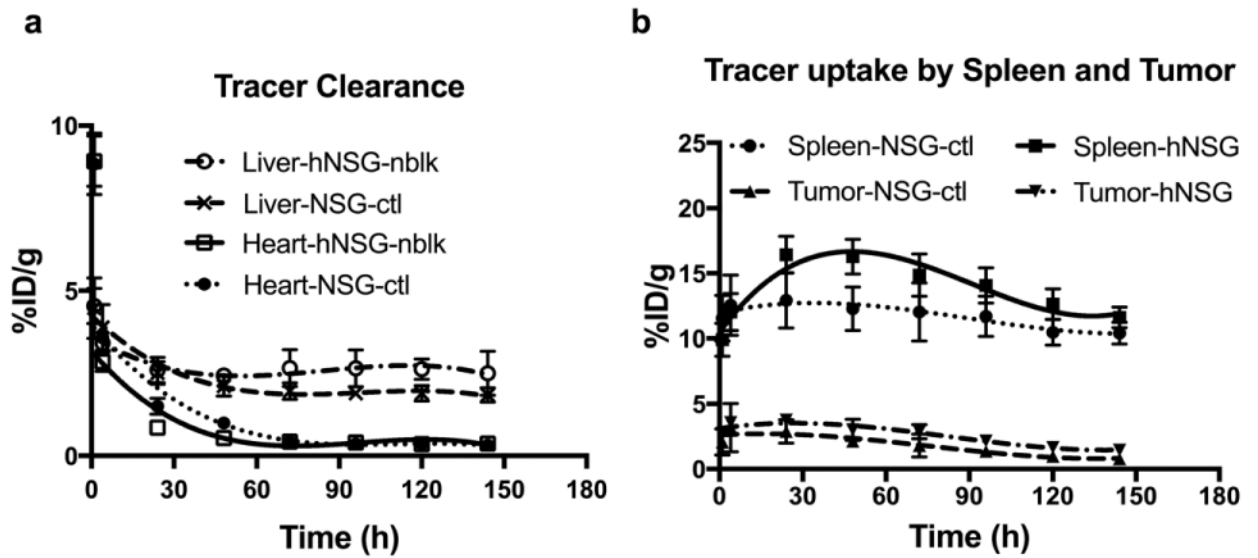 a
Tracer Clearance
10
5
0
%ID/g
Liver-hNSG-nblk
Liver-NSG-ctl
Heart-hNSG-nblk
Heart-NSG-ctl
0 30 60 90 120 150 180
Time (h)
b
Tracer uptake by Spleen and Tumor
25
20
15
10
5
0
%ID/g
Spleen-NSG-ctl Spleen-hNSG
Tumor-NSG-ctl Tumor-hNSG
0 30 60 90 120 150 180
Time (h)